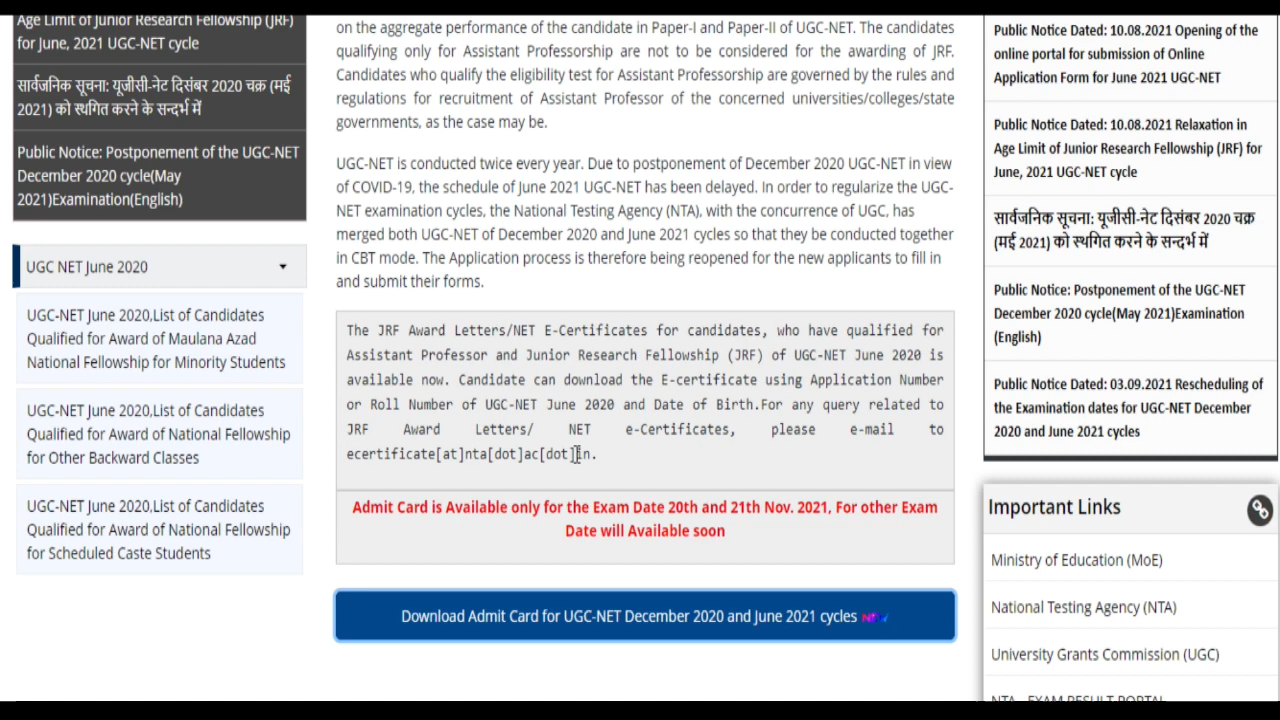 Age Limit of Junior Research Fellowship (JRF)
for June, 2021 UGC-NET cycle
सार्वजनिक सूचना: यूजीसी-नेट दिसंबर 2020 चक्र (मई
2021) को स्थगित करने के सन्दर्भ में
Public Notice: Postponement of the UGC-NET
December 2020 cycle(May
2021)Examination(English)
UGC NET June 2020
UGC-NET June 2020,List of Candidates
Qualified for Award of Maulana Azad
National Fellowship for Minority Students
UGC-NET June 2020,List of Candidates
Qualified for Award of National Fellowship
for Other Backward Classes
UGC-NET June 2020,List of Candidates
Qualified for Award of National Fellowship
for Scheduled Caste Students
on the aggregate performance of the candidate in Paper-I and Paper-II of UGC-NET. The candidates
qualifying only for Assistant Professorship are not to be considered for the awarding of JRF.
Candidates who qualify the eligibility test for Assistant Professorship are governed by the rules and
regulations for recruitment of Assistant Professor of the concerned universities/colleges/state
governments, as the case may be.
UGC-NET is conducted twice every year. Due to postponement of December 2020 UGC-NET in view
of COVID-19, the schedule of June 2021 UGC-NET has been delayed. In order to regularize the UGC-
NET examination cycles, the National Testing Agency (NTA), with the concurrence of UGC, has
merged both UGC-NET of December 2020 and June 2021 cycles so that they be conducted together
in CBT mode. The Application process is therefore being reopened for the new applicants to fill in
and submit their forms.
The JRF Award Letters/NET E-Certificates for candidates, who have qualified for
Assistant Professor and Junior Research Fellowship (JRF) of UGC-NET June 2020 is
available now. Candidate can download the E-certificate using Application Number
or Roll Number of UGC-NET June 2020 and Date of Birth.For any query related to
JRF Award Letters/ NET e-Certificates, please e-mail to
ecertificate[at]nta[dot]ac[dot]in.
Admit Card is Available only for the Exam Date 20th and 21th Nov. 2021, For other Exam
Date will Available soon
Download Admit Card for UGC-NET December 2020 and June 2021 cycles NEW
Public Notice Dated: 10.08.2021 Opening of the
online portal for submission of Online
Application Form for June 2021 UGC-NET
Public Notice Dated: 10.08.2021 Relaxation in
Age Limit of Junior Research Fellowship (JRF) for
June, 2021 UGC-NET cycle
सार्वजनिक सूचना: यूजीसी-नेट दिसंबर 2020 चक्र
(मई 2021) को स्थगित करने के सन्दर्भ में
Public Notice: Postponement of the UGC-NET
December 2020 cycle(May 2021)Examination
(English)
Public Notice Dated: 03.09.2021 Rescheduling of
the Examination dates for UGC-NET December
2020 and June 2021 cycles
Important Links
Ministry of Education (MoE)
National Testing Agency (NTA)
University Grants Commission (UGC)
NTA - EXAM RESULT PORTAL